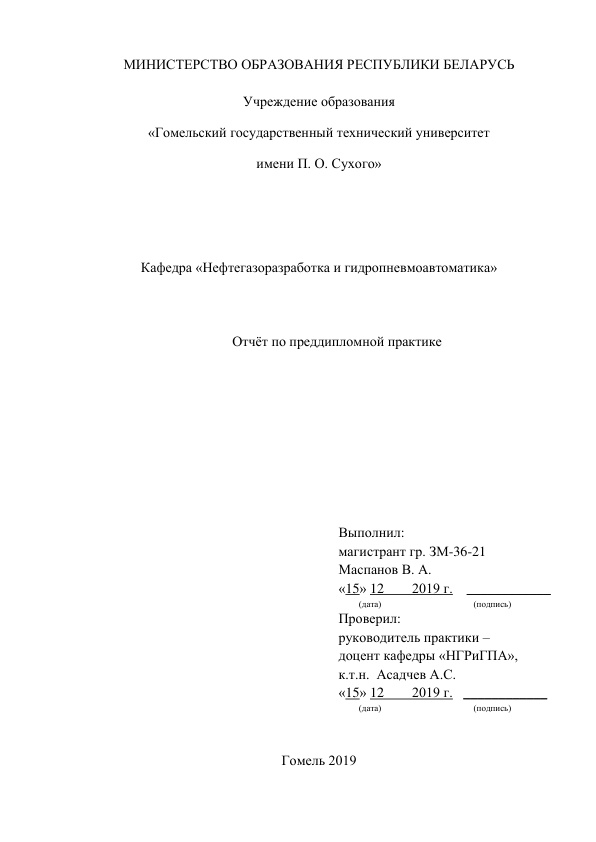 МИНИСТЕРСТВО ОБРАЗОВАНИЯ РЕСПУБЛИКИ БЕЛАРУСЬ
Учреждение образования
«Гомельский государственный технический университет
имени П. О. Сухого»
Кафедра «Нефтегазоразработка и гидропневмоавтоматика»
Отчёт по преддипломной практике
Выполнил:
магистрант гр. ЗМ-36-21
Маспанов В. А.
«15» 12 2019 г. ____________
(дата) (подпись)
Проверил:
руководитель практики –
доцент кафедры «НГРиГПА»,
к.т.н. Асадчев А.С.
«15» 12 2019 г. ____________
(дата) (подпись)
Гомель 2019